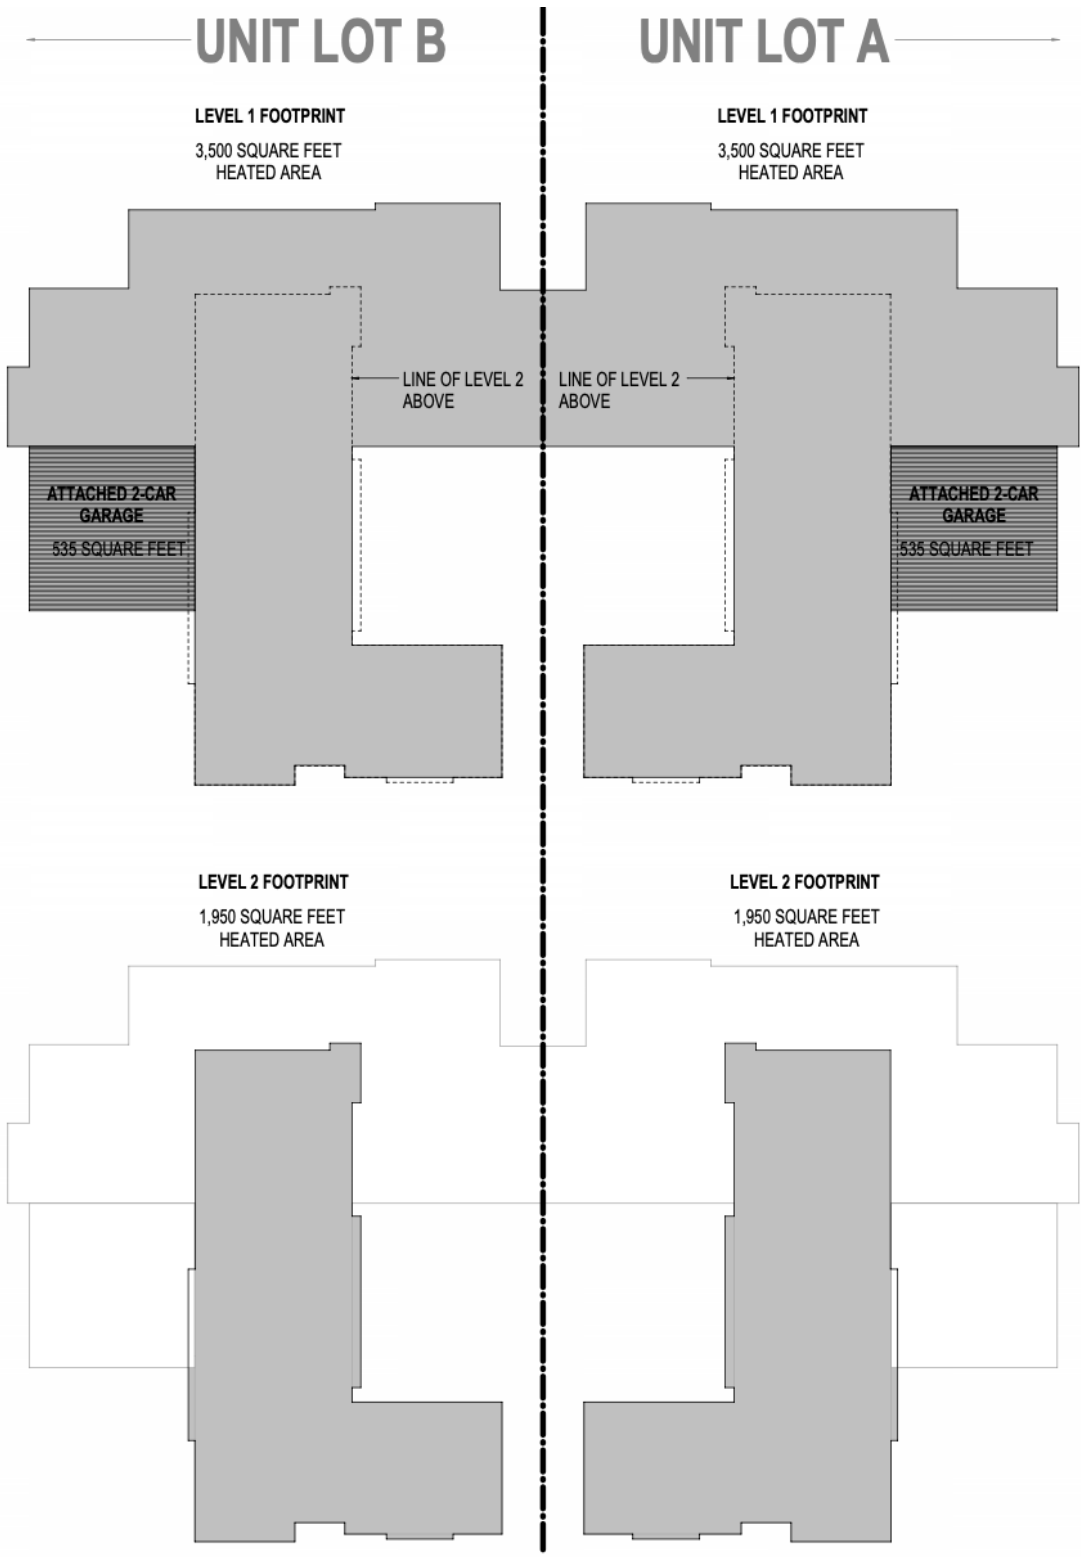 UNIT LOT B
UNIT LOT A
LEVEL 1 FOOTPRINT
3,500 SQUARE FEET
HEATED AREA
LEVEL 1 FOOTPRINT
3,500 SQUARE FEET
HEATED AREA
LINE OF LEVEL 2
ABOVE
LINE OF LEVEL 2
ABOVE
ATTACHED 2-CAR
GARAGE
535 SQUARE FEET
ATTACHED 2-CAR
GARAGE
535 SQUARE FEET
LEVEL 2 FOOTPRINT
1,950 SQUARE FEET
HEATED AREA
LEVEL 2 FOOTPRINT
1,950 SQUARE FEET
HEATED AREA